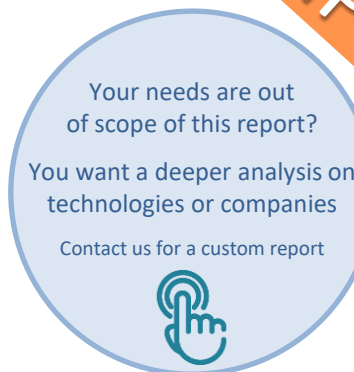 Your needs are out
of scope of this report?
You want a deeper analysis on
technologies or companies
Contact us for a custom report